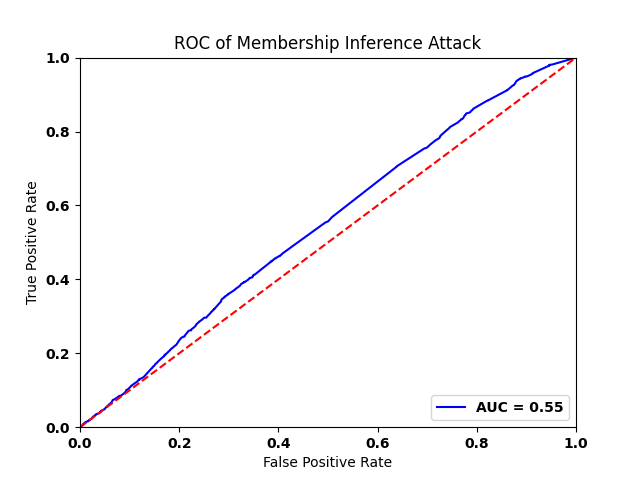 ROC of Membership Inference Attack
True Positive Rate
1.0
0.8
0.6
0.4
0.2
0.0
AUC = 0.55
0.0 0.2 0.4 0.6 0.8 1.0
False Positive Rate